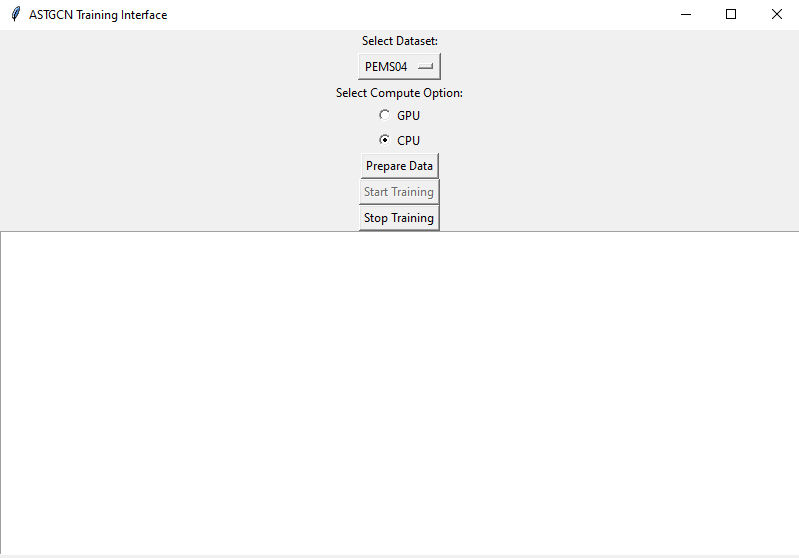 ASTGCN Training Interface
Select Dataset:
PEMS04
Select Compute Option:
GPU
CPU
Prepare Data
Start Training
Stop Training